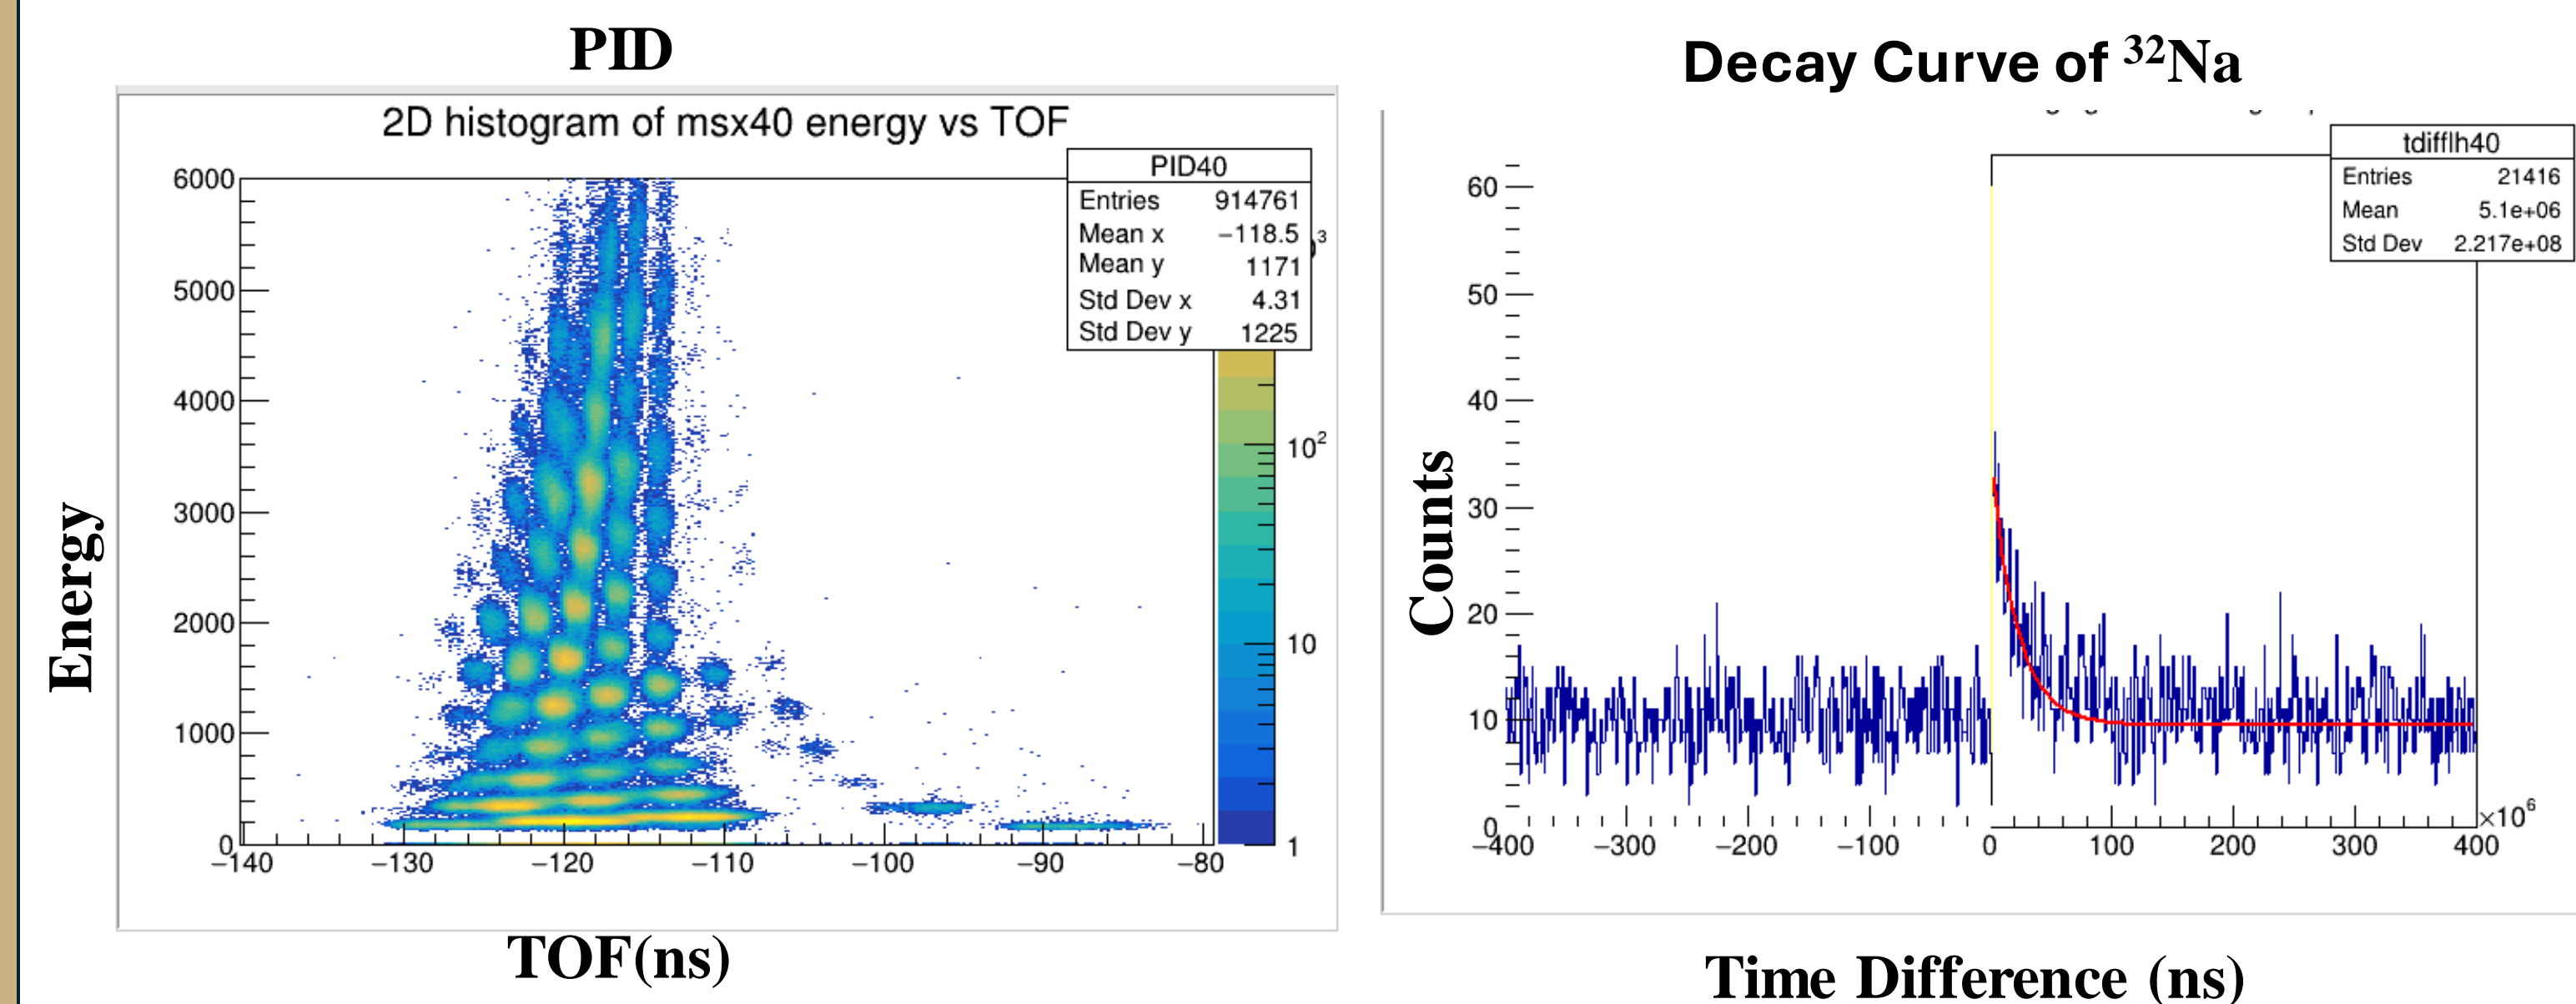 PID
2D histogram of msx40 energy vs TOF
PID40
Entries 914761
Mean x −118.5
Mean y 1171
Std Dev x 4.31
Std Dev y 1225
3
6000
5000
4000
3000
2000
1000
0
10²
10
1
−140 −130 −120 −110 −100 −90 −80
Energy
TOF(ns)
Decay Curve of ³²Na
tdifflh40
Entries 21416
Mean 5.1e+06
Std Dev 2.217e+08
60
50
40
30
20
10
0
×10⁶
−400 −300 −200 −100 0 100 200 300 400
Counts
Time Difference (ns)